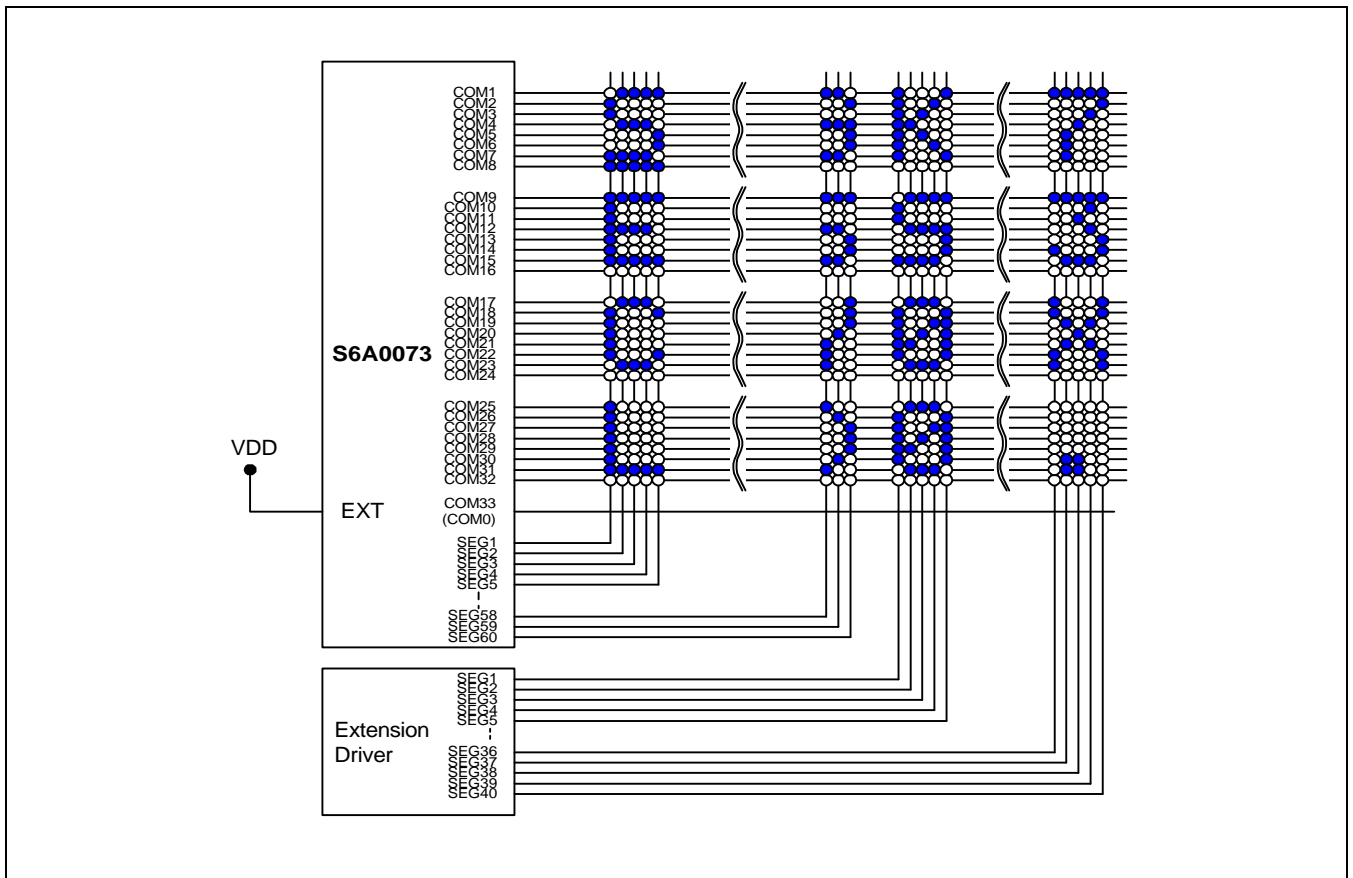 COM1
COM2
COM3
COM4
COM5
COM6
COM7
COM8
COM9
COM10
COM11
COM12
COM13
COM14
COM15
COM16
COM17
COM18
COM19
COM20
COM21
COM22
COM23
COM24
S6A0073
COM25
COM26
COM27
COM28
COM29
COM30
COM31
COM32
VDD
EXT
COM33
(COM0)
SEG1
SEG2
SEG3
SEG4
SEG5
SEG58
SEG59
SEG60
SEG1
SEG2
SEG3
SEG4
SEG5
Extension
Driver
SEG36
SEG37
SEG38
SEG39
SEG40